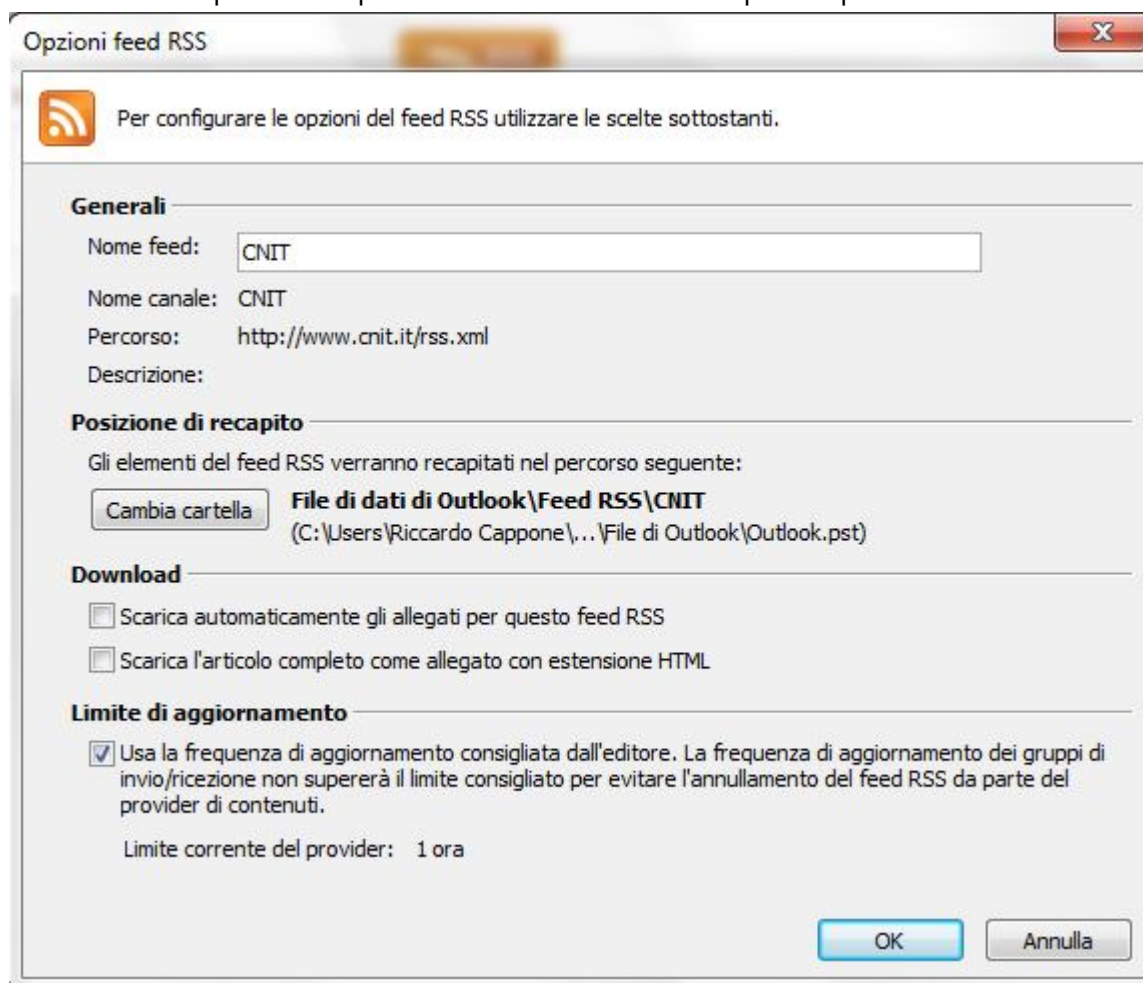 Opzioni feed RSS
Per configurare le opzioni del feed RSS utilizzare le scelte sottostanti.
Generali
Nome feed: CNIT
Nome canale: CNIT
Percorso: http://www.cnit.it/rss.xml
Descrizione:
Posizione di recapito
Gli elementi del feed RSS verranno recapitati nel percorso seguente:
Cambia cartella File di dati di Outlook\Feed RSS\CNIT
(C:\Users\Riccardo Cappone\...\File di Outlook\Outlook.pst)
Download
Scarica automaticamente gli allegati per questo feed RSS
Scarica l'articolo completo come allegato con estensione HTML
Limite di aggiornamento
Usa la frequenza di aggiornamento consigliata dall'editore. La frequenza di aggiornamento dei gruppi di
invio/ricezione non supererà il limite consigliato per evitare l'annullamento del feed RSS da parte del
provider di contenuti.
Limite corrente del provider: 1 ora
OK Annulla